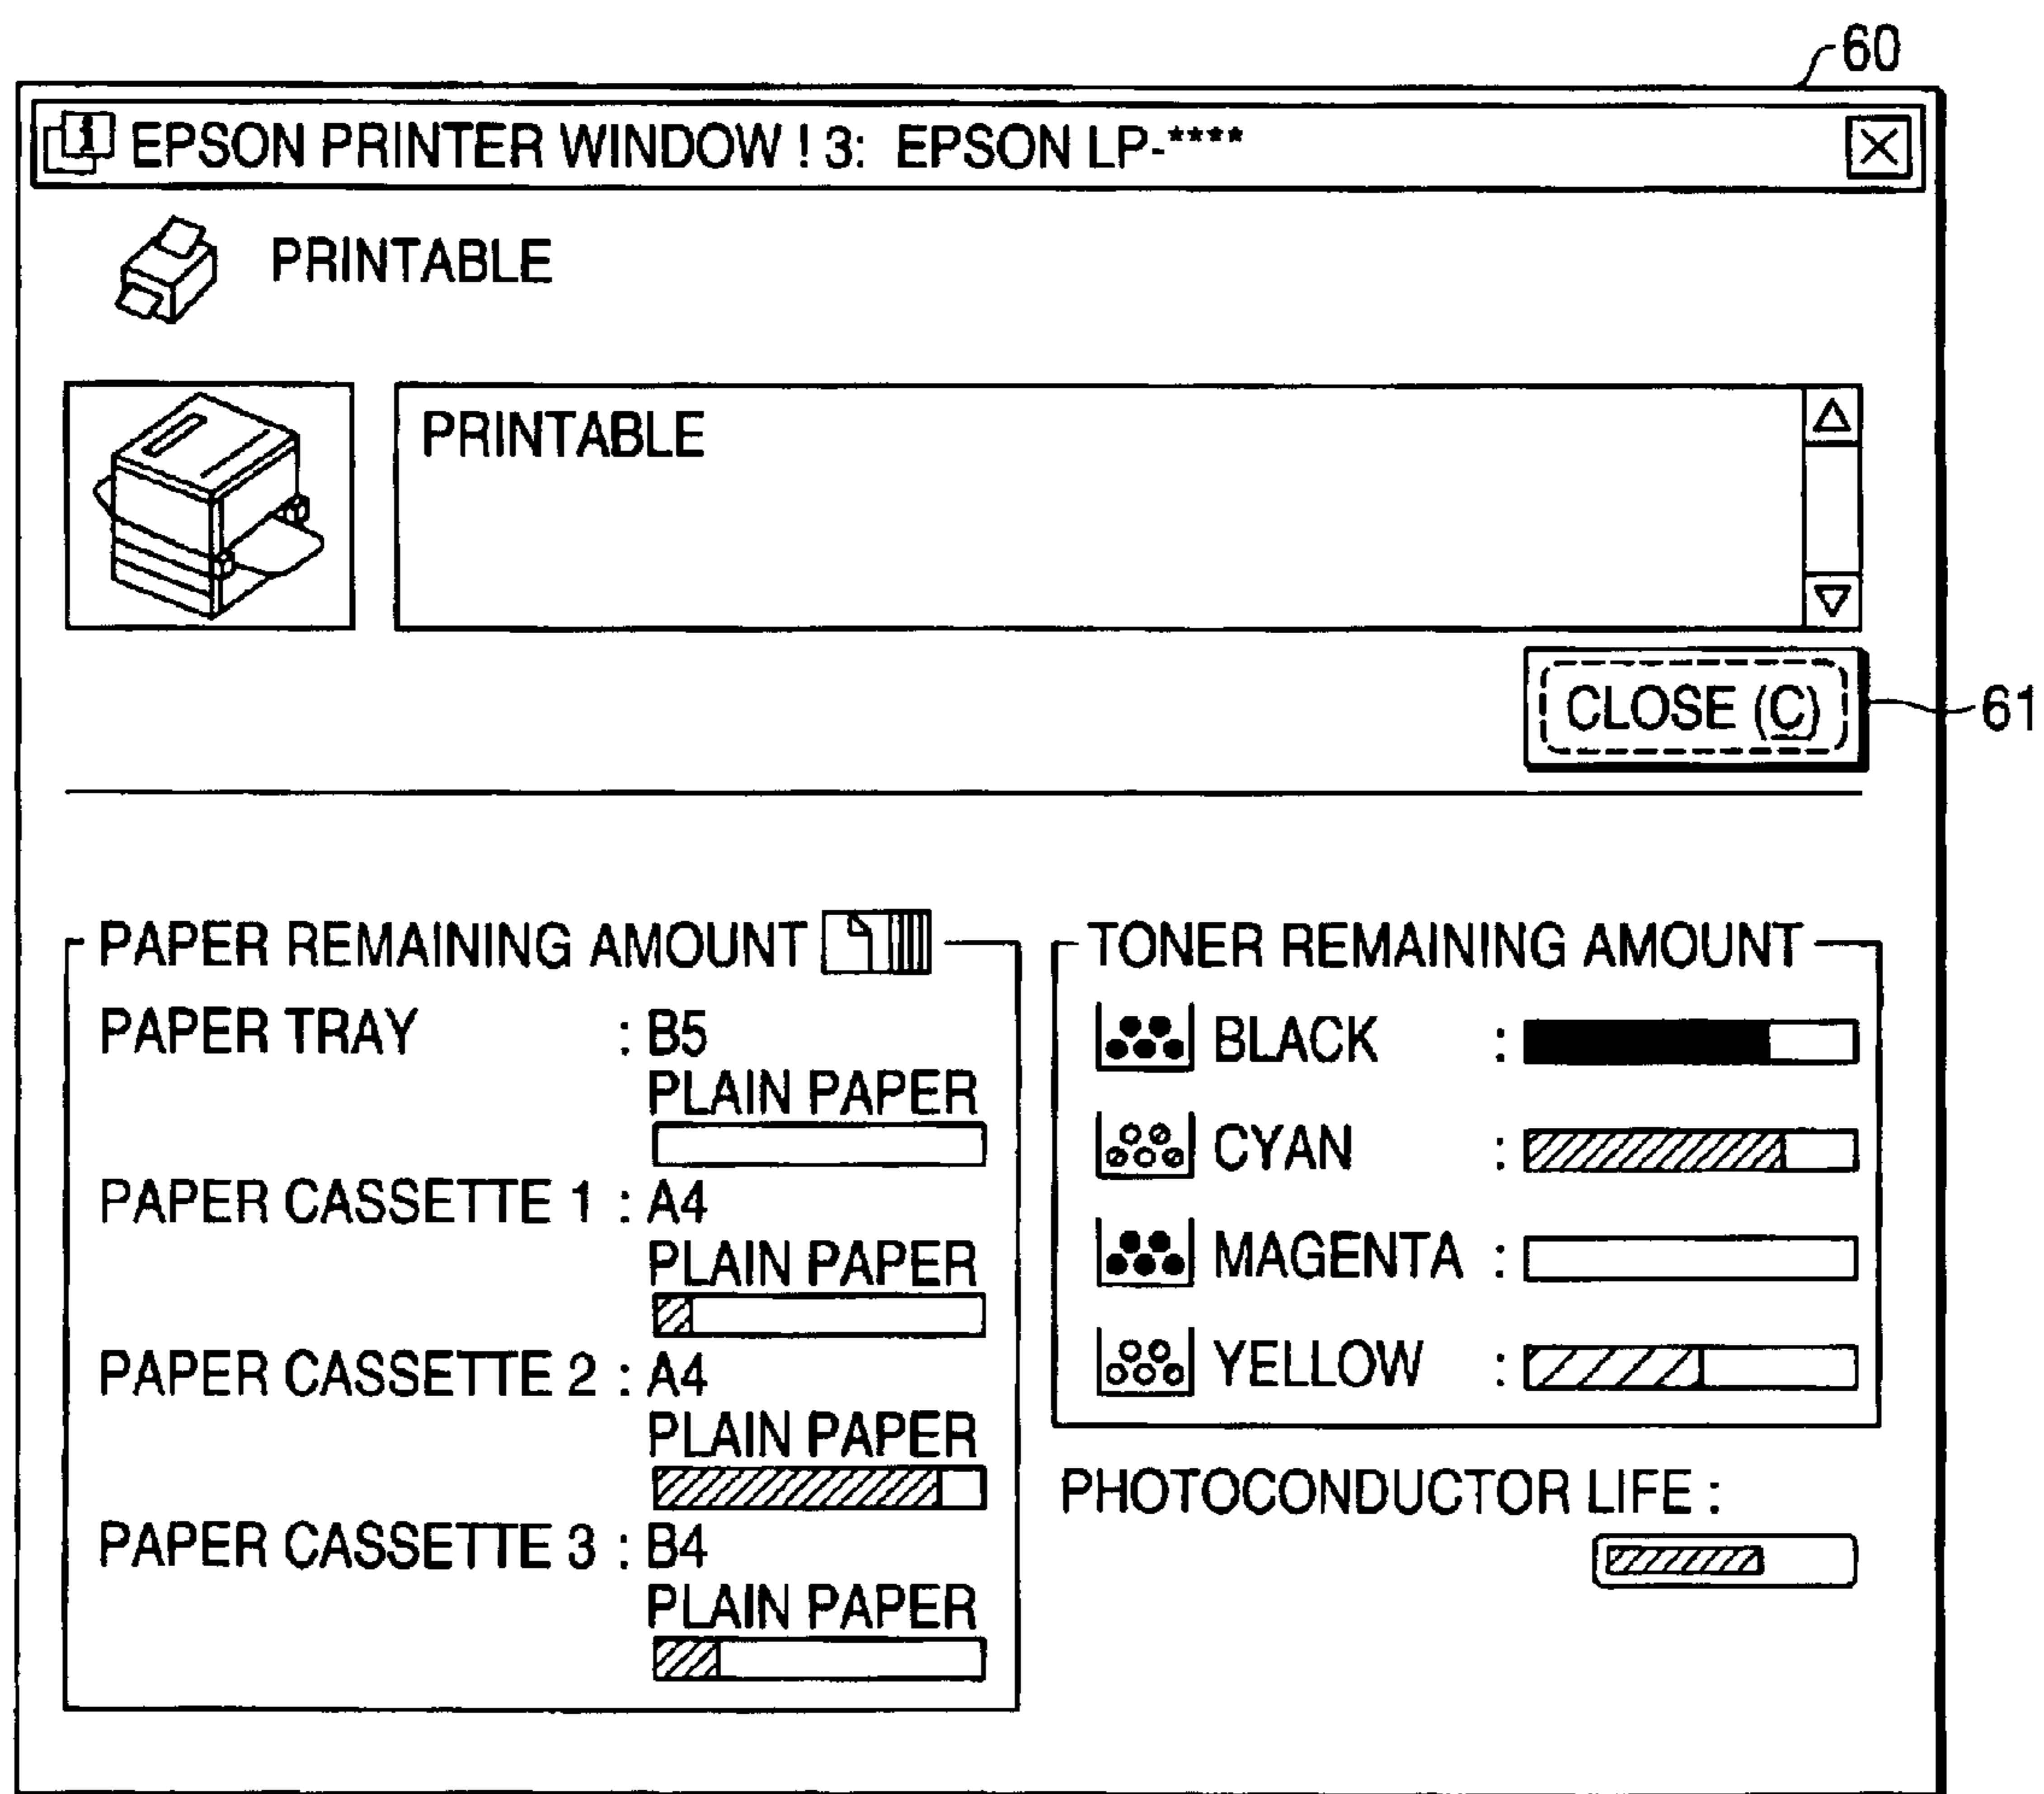 60
EPSON PRINTER WINDOW ! 3: EPSON LP-****
PRINTABLE
PRINTABLE
CLOSE (C)
61
PAPER REMAINING AMOUNT
PAPER TRAY : B5
PLAIN PAPER
PAPER CASSETTE 1 : A4
PLAIN PAPER
PAPER CASSETTE 2 : A4
PLAIN PAPER
PAPER CASSETTE 3 : B4
PLAIN PAPER
TONER REMAINING AMOUNT
BLACK :
CYAN :
MAGENTA :
YELLOW :
PHOTOCONDUCTOR LIFE :